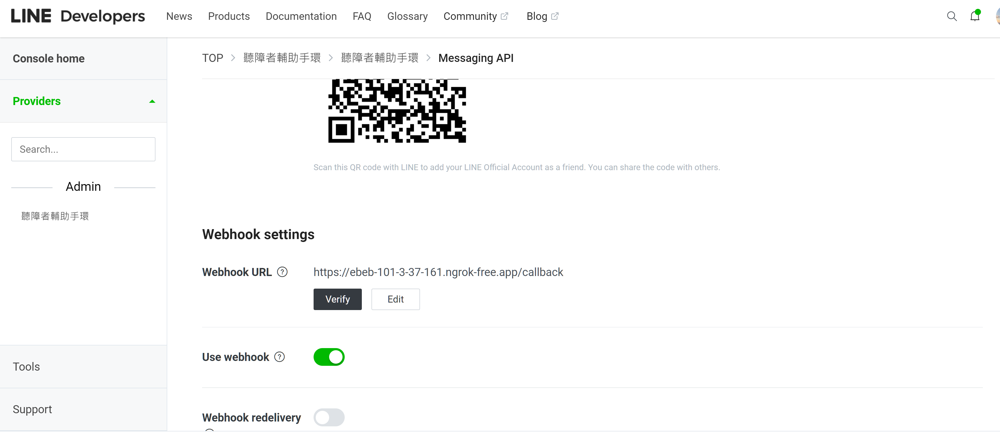 LINE Developers News Products Documentation FAQ Glossary Community Blog
Console home
Providers
Search...
Admin
聽障者輔助手環
Tools
Support
TOP > 聽障者輔助手環 > 聽障者輔助手環 > Messaging API
Scan this QR code with LINE to add your LINE Official Account as a friend. You can share the code with others.
Webhook settings
Webhook URL ? https://ebeb-101-3-37-161.ngrok-free.app/callback
Verify Edit
Use webhook ?
Webhook redelivery